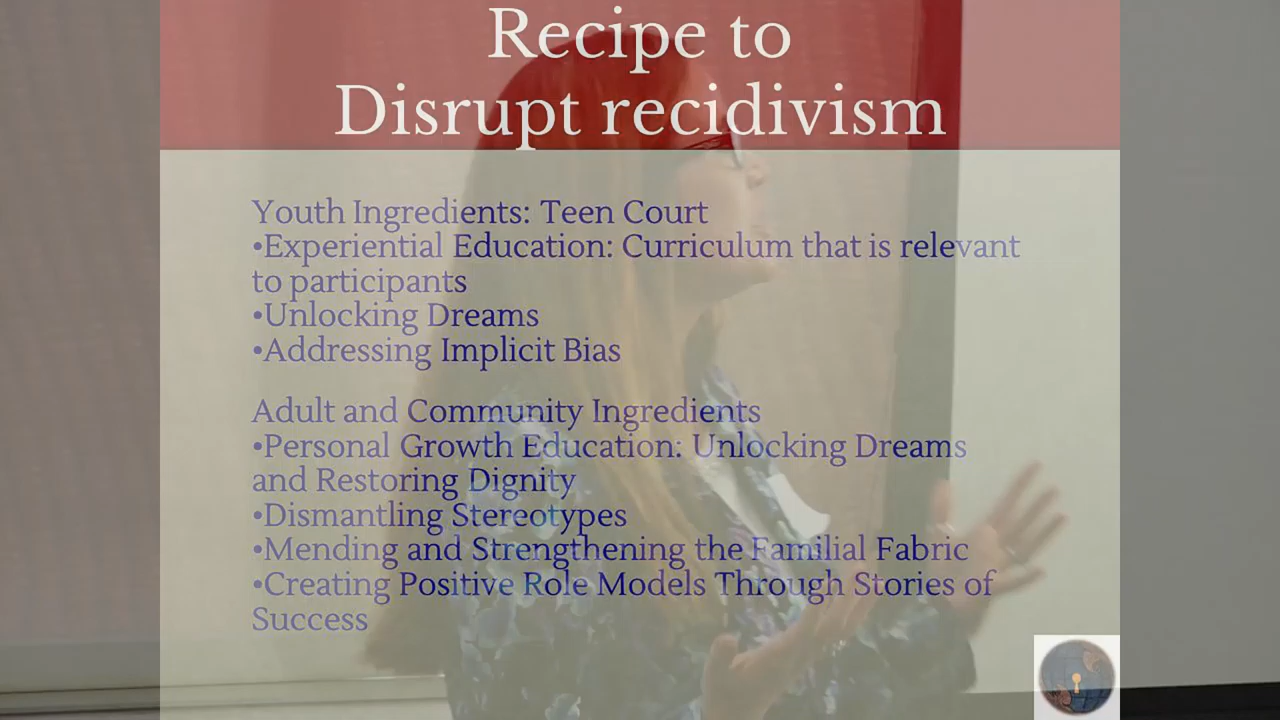 Recipe to
Disrupt recidivism
Youth Ingredients: Teen Court
•Experiential Education: Curriculum that is relevant
to participants
•Unlocking Dreams
•Addressing Implicit Bias
Adult and Community Ingredients
•Personal Growth Education: Unlocking Dreams
and Restoring Dignity
•Dismantling Stereotypes
•Mending and Strengthening the Familial Fabric
•Creating Positive Role Models Through Stories of
Success